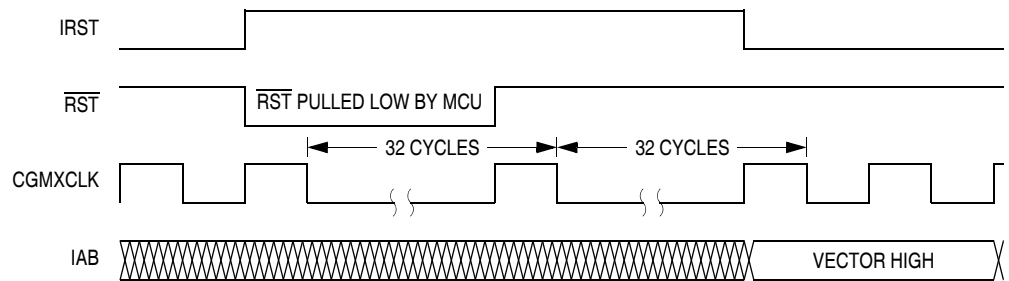 IRST
RST
RST PULLED LOW BY MCU
32 CYCLES
32 CYCLES
CGMXCLK
IAB
VECTOR HIGH